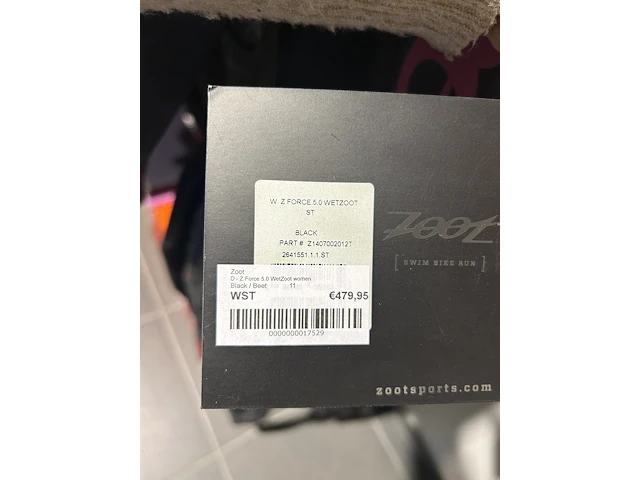 W Z FORCE 5.0 WETZOOT
ST
BLACK
PART # Z1407002012T
2641551.1.1.ST
ZOOT
[ SWIM BIKE RUN
Zoot
D - Z Force 5.0 WetZoot women
Black / Beet 11
WST €479,95
0000000017529
zootsports.com